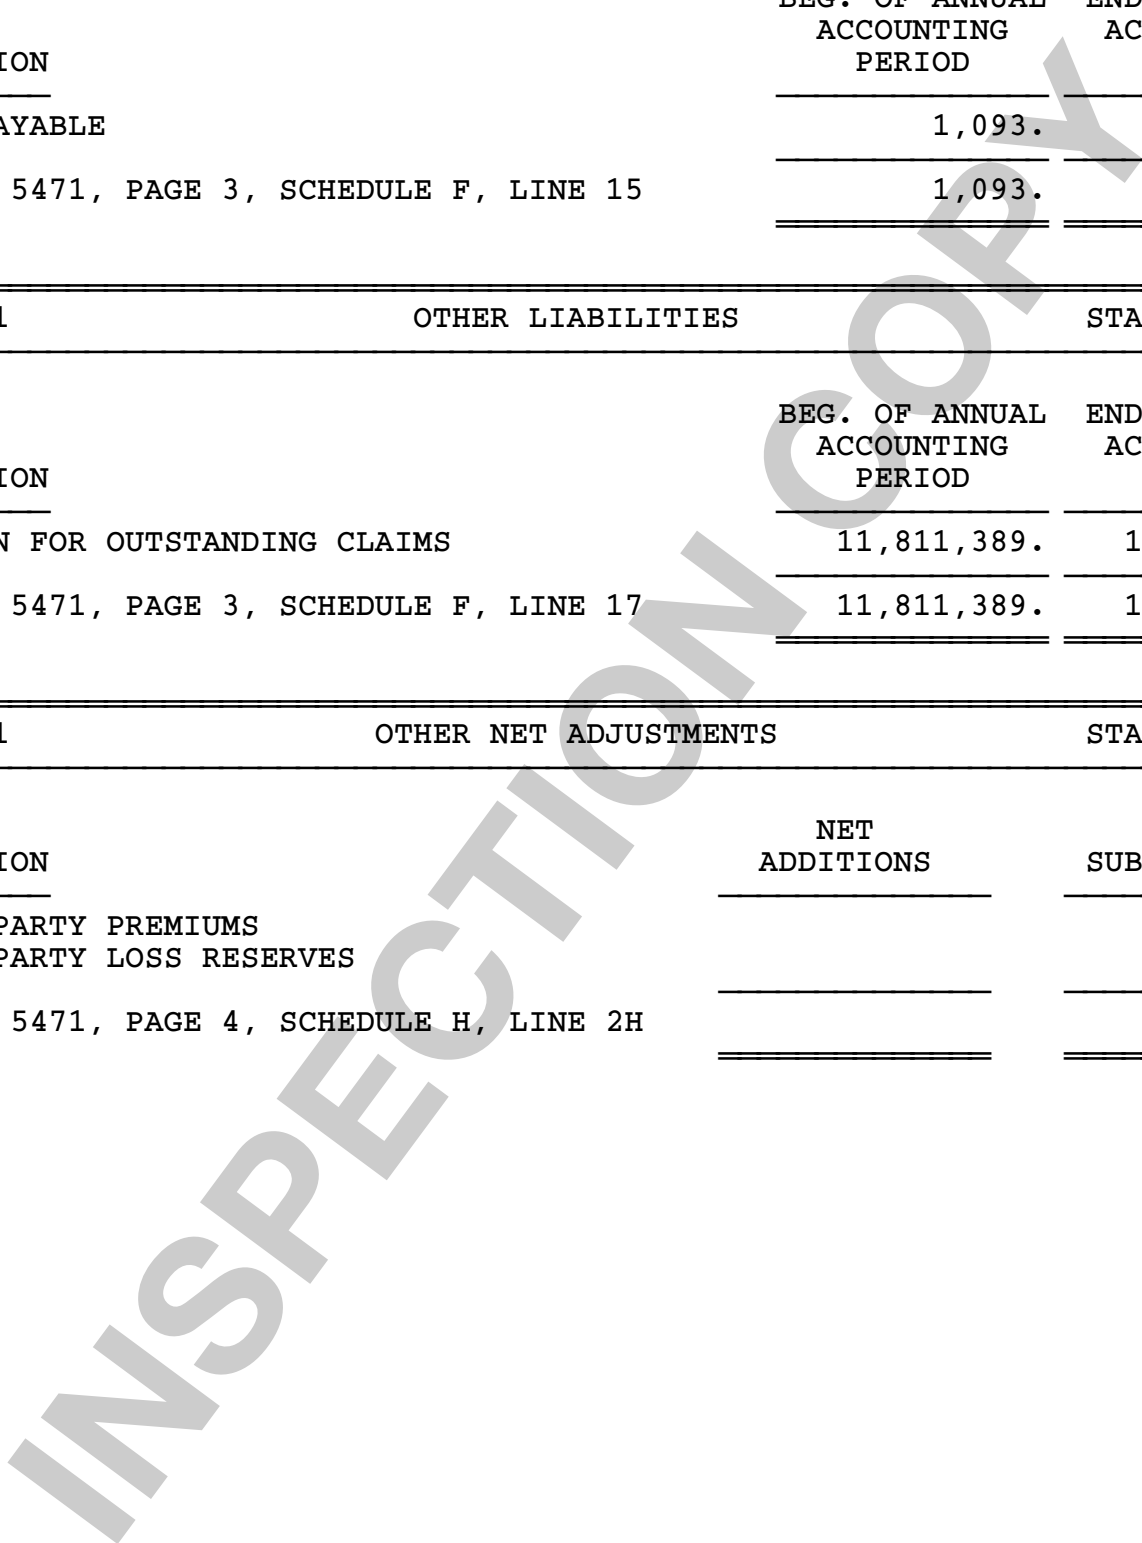 BEG. OF ANNUAL END
ACCOUNTING AC
ION PERIOD
AYABLE 1,093.
5471, PAGE 3, SCHEDULE F, LINE 15 1,093.
1 OTHER LIABILITIES STA
BEG. OF ANNUAL END
ACCOUNTING AC
ION PERIOD
N FOR OUTSTANDING CLAIMS 11,811,389. 1
5471, PAGE 3, SCHEDULE F, LINE 17 11,811,389. 1
1 OTHER NET ADJUSTMENTS STA
NET
ION ADDITIONS SUB
PARTY PREMIUMS
PARTY LOSS RESERVES
5471, PAGE 4, SCHEDULE H, LINE 2H
INSPECTION COPY